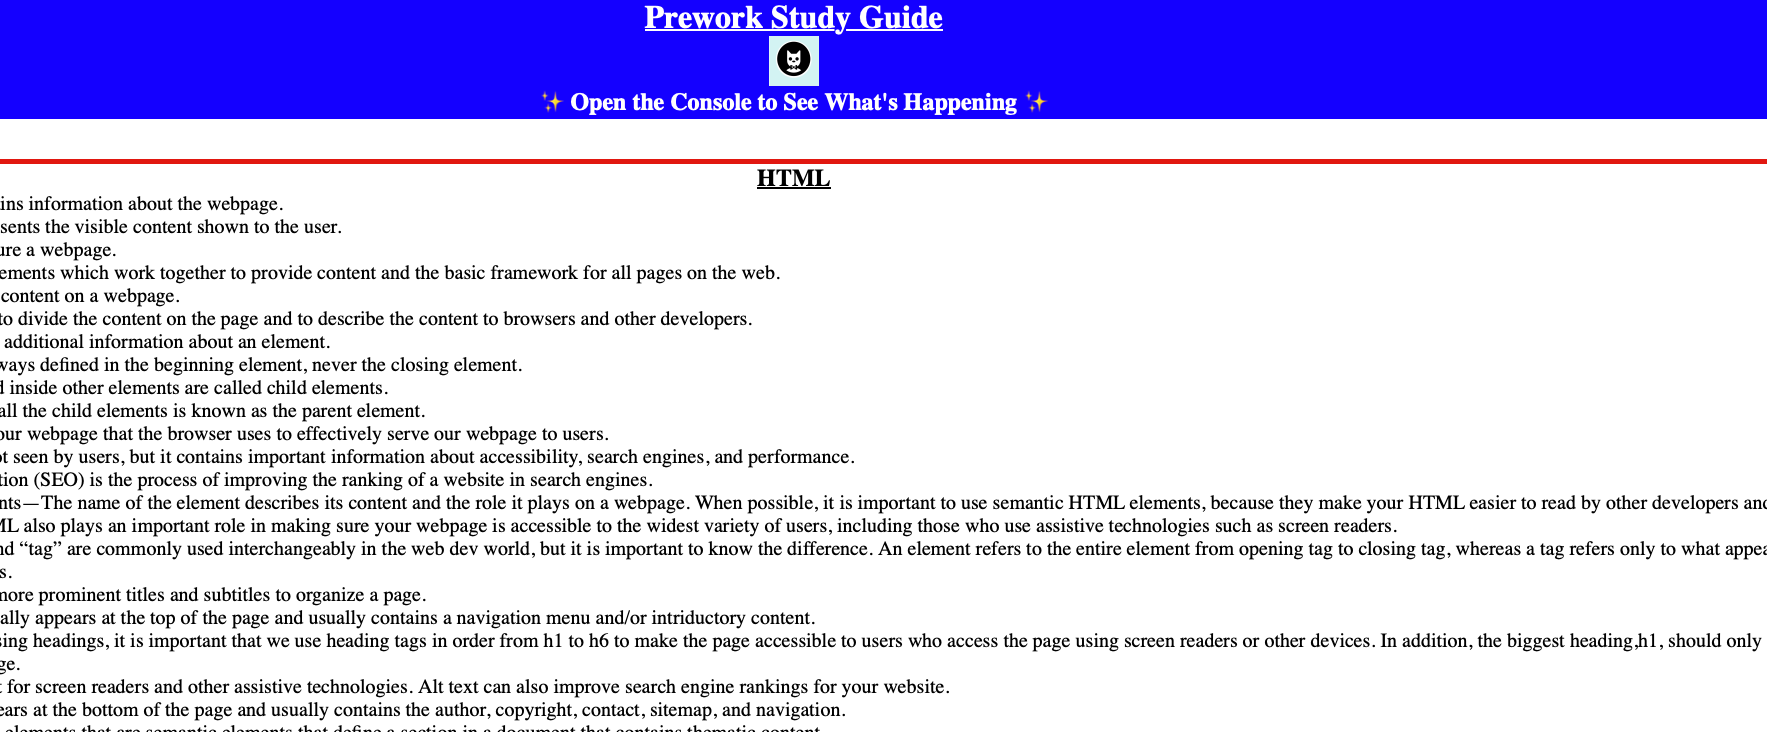 Prework Study Guide
✨ Open the Console to See What's Happening ✨
HTML
ins information about the webpage.
sents the visible content shown to the user.
ure a webpage.
ements which work together to provide content and the basic framework for all pages on the web.
content on a webpage.
to divide the content on the page and to describe the content to browsers and other developers.
additional information about an element.
ways defined in the beginning element, never the closing element.
d inside other elements are called child elements.
all the child elements is known as the parent element.
our webpage that the browser uses to effectively serve our webpage to users.
ot seen by users, but it contains important information about accessibility, search engines, and performance.
tion (SEO) is the process of improving the ranking of a website in search engines.
nts—The name of the element describes its content and the role it plays on a webpage. When possible, it is important to use semantic HTML elements, because they make your HTML easier to read by other developers and
ML also plays an important role in making sure your webpage is accessible to the widest variety of users, including those who use assistive technologies such as screen readers.
nd “tag” are commonly used interchangeably in the web dev world, but it is important to know the difference. An element refers to the entire element from opening tag to closing tag, whereas a tag refers only to what appea
s.
more prominent titles and subtitles to organize a page.
ally appears at the top of the page and usually contains a navigation menu and/or intriductory content.
sing headings, it is important that we use heading tags in order from h1 to h6 to make the page accessible to users who access the page using screen readers or other devices. In addition, the biggest heading,h1, should only
ge.
t for screen readers and other assistive technologies. Alt text can also improve search engine rankings for your website.
ears at the bottom of the page and usually contains the author, copyright, contact, sitemap, and navigation.
elements that are semantic elements that define a section in a document that contains thematic content.